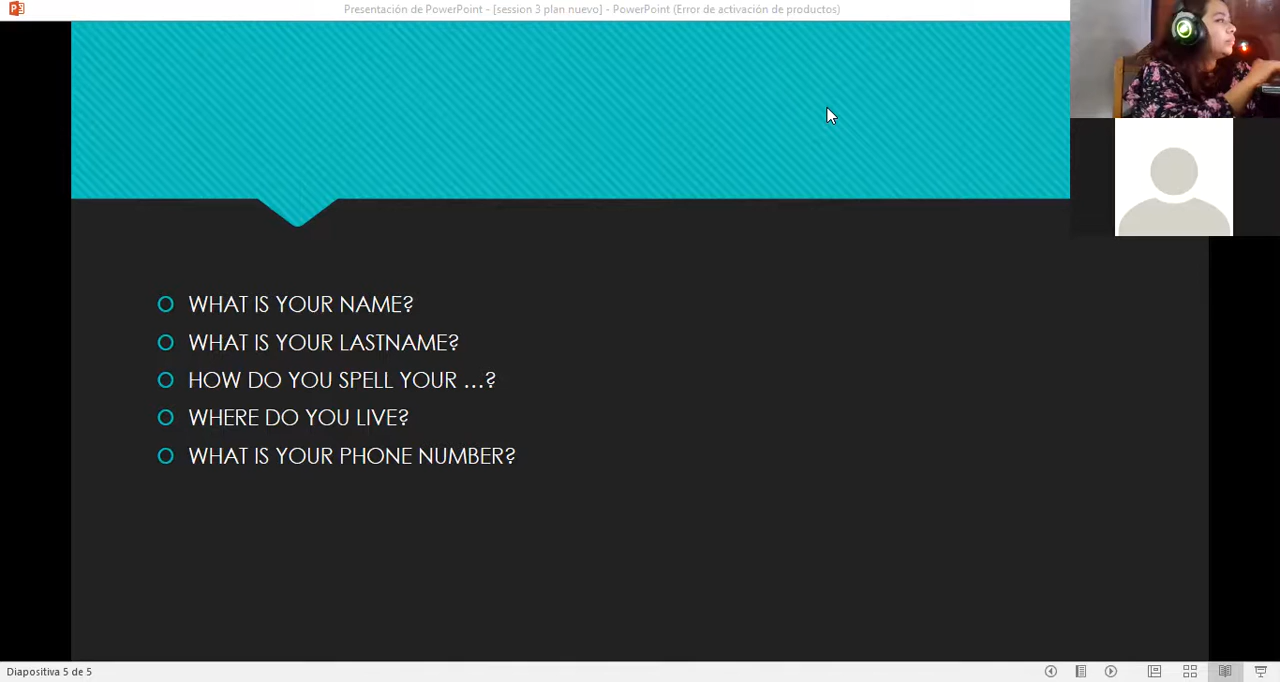 Presentación de PowerPoint - [session 3 plan nuevo] - PowerPoint (Error de activación de productos)
WHAT IS YOUR NAME?
WHAT IS YOUR LASTNAME?
HOW DO YOU SPELL YOUR …?
WHERE DO YOU LIVE?
WHAT IS YOUR PHONE NUMBER?
Diapositiva 5 de 5